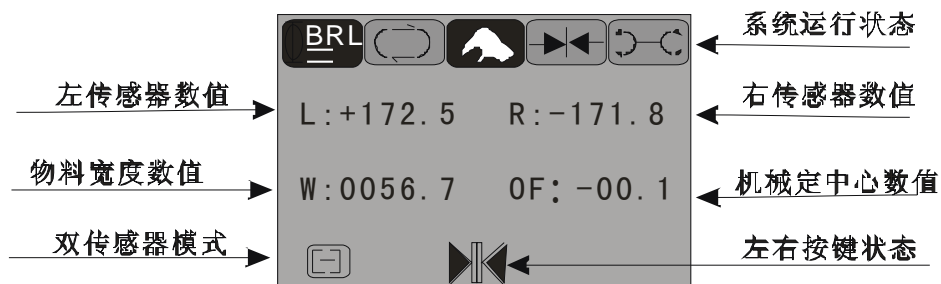 BRL
系统运行状态
左传感器数值
L:+172.5 R:-171.8
右传感器数值
物料宽度数值
W:0056.7 OF:-00.1
机械定中心数值
双传感器模式
左右按键状态